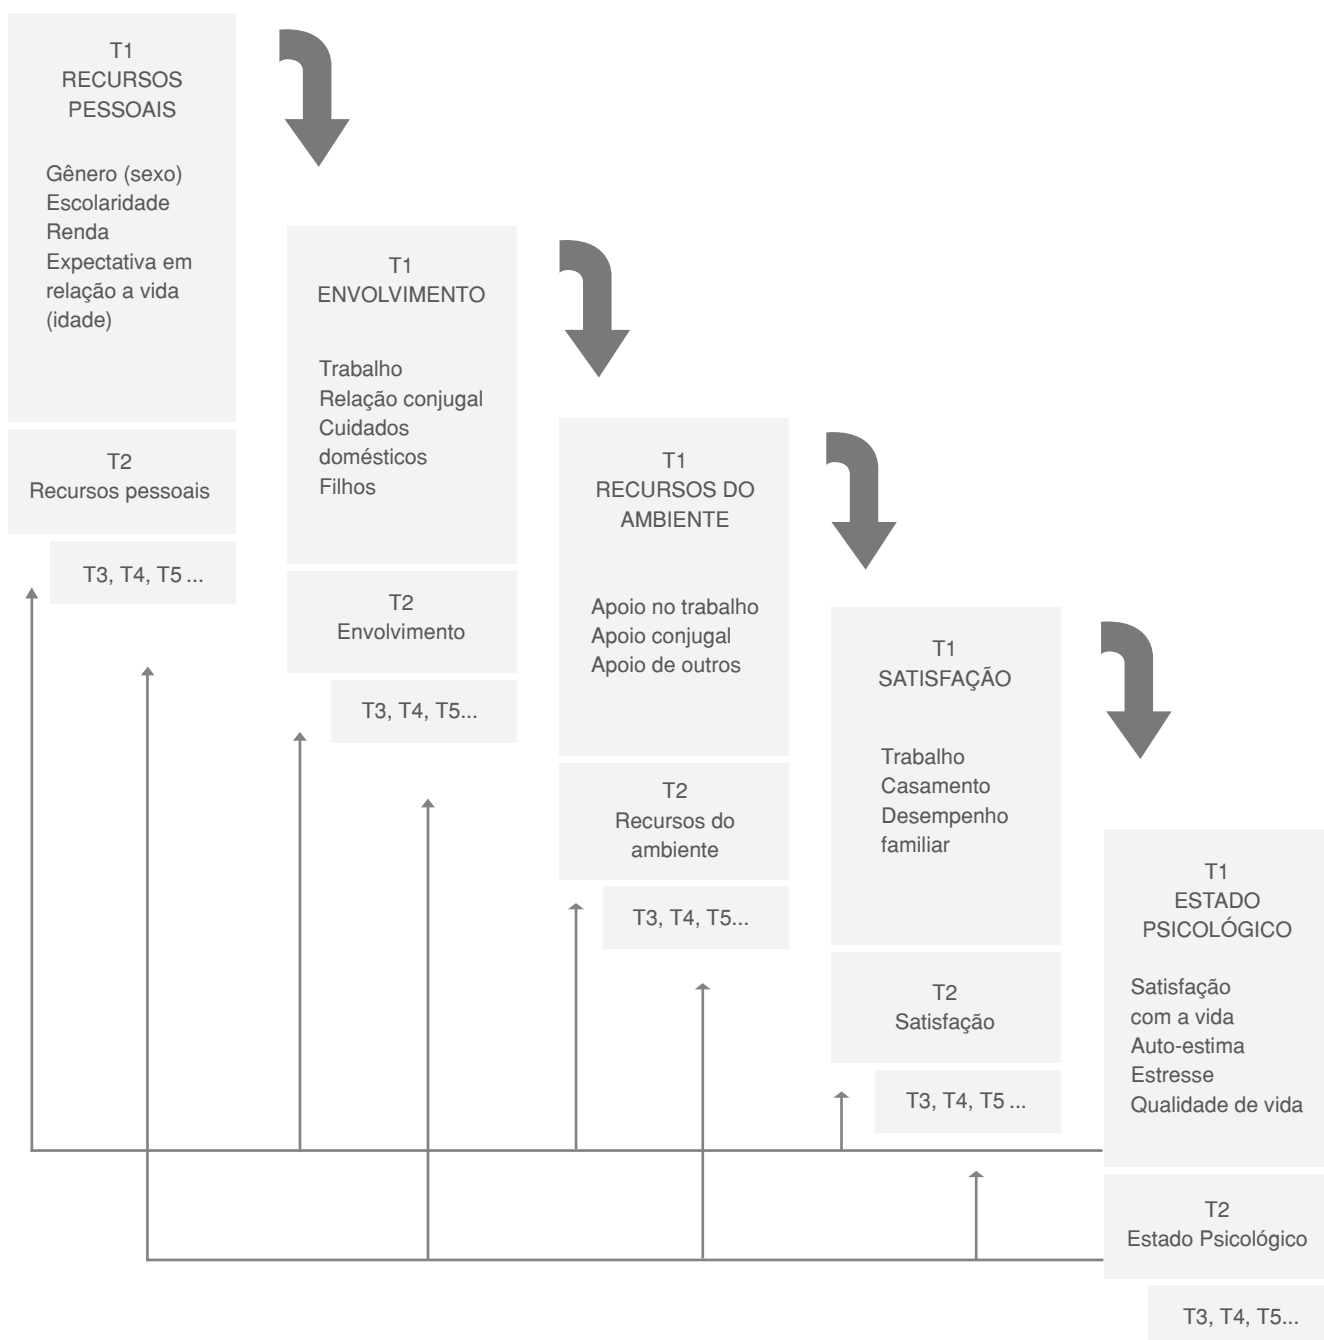 T1
RECURSOS
PESSOAIS
Gênero (sexo)
Escolaridade
Renda
Expectativa em
relação a vida
(idade)
T2
Recursos pessoais
T3, T4, T5 ...
T1
ENVOLVIMENTO
Trabalho
Relação conjugal
Cuidados
domésticos
Filhos
T2
Envolvimento
T3, T4, T5...
T1
RECURSOS DO
AMBIENTE
Apoio no trabalho
Apoio conjugal
Apoio de outros
T2
Recursos do
ambiente
T3, T4, T5...
T1
SATISFAÇÃO
Trabalho
Casamento
Desempenho
familiar
T2
Satisfação
T3, T4, T5 ...
T1
ESTADO
PSICOLÓGICO
Satisfação
com a vida
Auto-estima
Estresse
Qualidade de vida
T2
Estado Psicológico
T3, T4, T5...